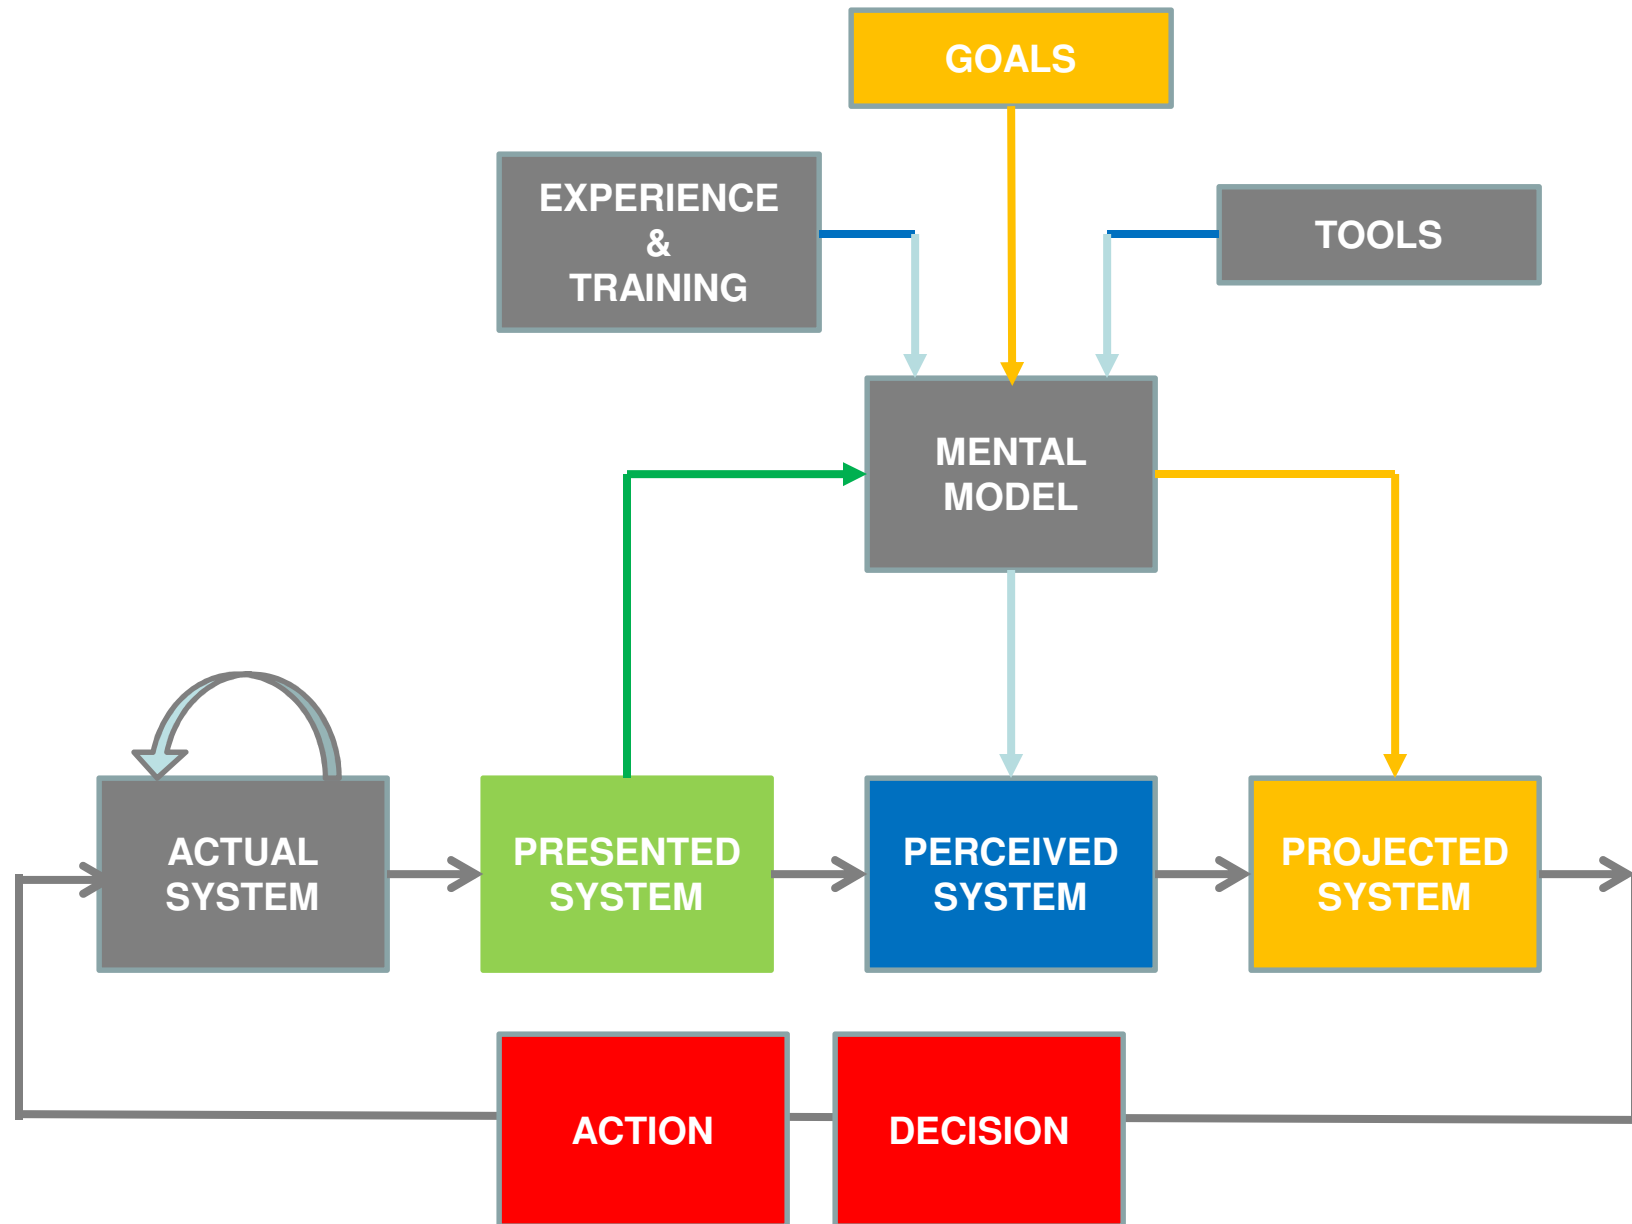 GOALS
EXPERIENCE
&
TRAINING
TOOLS
MENTAL
MODEL
ACTUAL
SYSTEM
PRESENTED
SYSTEM
PERCEIVED
SYSTEM
PROJECTED
SYSTEM
ACTION
DECISION